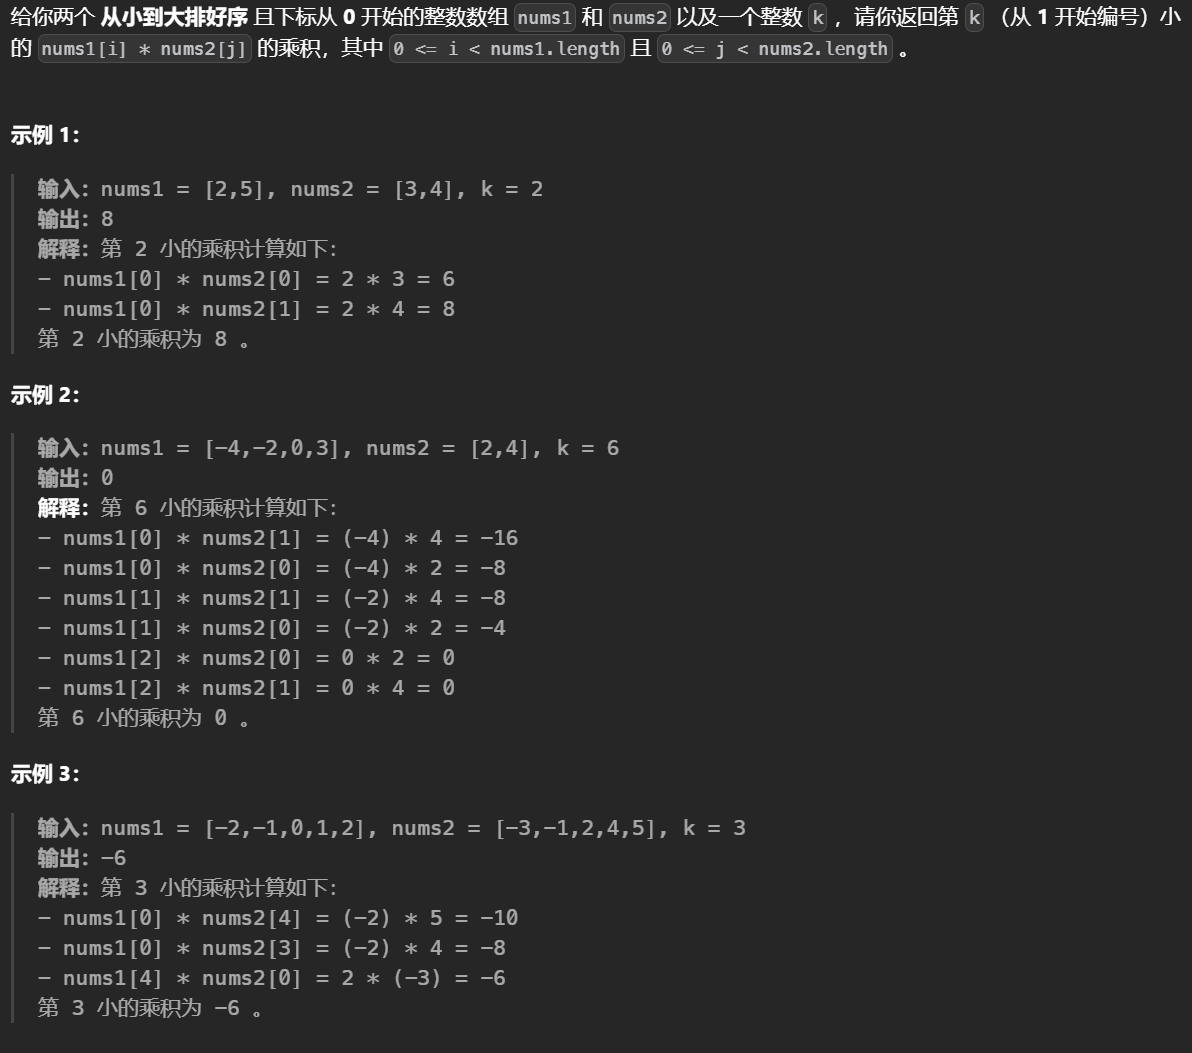 给你两个 从小到大排好序 且下标从 0 开始的整数数组 nums1 和 nums2 以及一个整数 k ，请你返回第 k （从 1 开始编号）小
的 nums1[i] * nums2[j] 的乘积，其中 0 <= i < nums1.length 且 0 <= j < nums2.length 。
示例 1：
输入：nums1 = [2,5], nums2 = [3,4], k = 2
输出：8
解释：第 2 小的乘积计算如下：
- nums1[0] * nums2[0] = 2 * 3 = 6
- nums1[0] * nums2[1] = 2 * 4 = 8
第 2 小的乘积为 8 。
示例 2：
输入：nums1 = [-4,-2,0,3], nums2 = [2,4], k = 6
输出：0
解释：第 6 小的乘积计算如下：
- nums1[0] * nums2[1] = (-4) * 4 = -16
- nums1[0] * nums2[0] = (-4) * 2 = -8
- nums1[1] * nums2[1] = (-2) * 4 = -8
- nums1[1] * nums2[0] = (-2) * 2 = -4
- nums1[2] * nums2[0] = 0 * 2 = 0
- nums1[2] * nums2[1] = 0 * 4 = 0
第 6 小的乘积为 0 。
示例 3：
输入：nums1 = [-2,-1,0,1,2], nums2 = [-3,-1,2,4,5], k = 3
输出：-6
解释：第 3 小的乘积计算如下：
- nums1[0] * nums2[4] = (-2) * 5 = -10
- nums1[0] * nums2[3] = (-2) * 4 = -8
- nums1[4] * nums2[0] = 2 * (-3) = -6
第 3 小的乘积为 -6 。